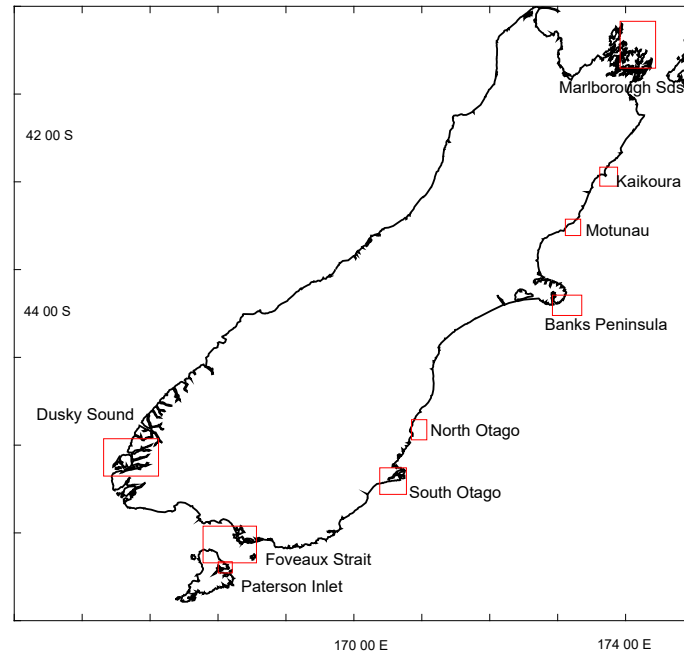 Marlborough Sds
42 00 S
Kaikoura
Motunau
44 00 S
Banks Peninsula
Dusky Sound
North Otago
South Otago
Foveaux Strait
Paterson Inlet
170 00 E
174 00 E